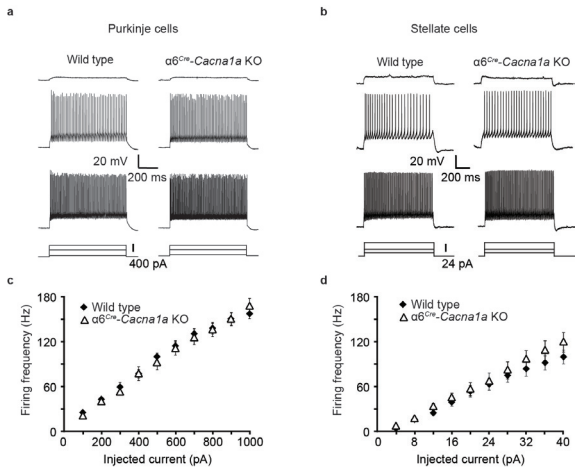 a
Purkinje cells
Wild type
α6Cre-Cacna1a KO
20 mV
200 ms
400 pA
b
Stellate cells
Wild type
α6Cre-Cacna1a KO
20 mV
200 ms
24 pA
c
180
120
60
0
Firing frequency (Hz)
Wild type
α6Cre-Cacna1a KO
0 200 400 600 800 1000
Injected current (pA)
d
180
120
60
0
Firing frequency (Hz)
Wild type
α6Cre-Cacna1a KO
0 8 16 24 32 40
Injected current (pA)